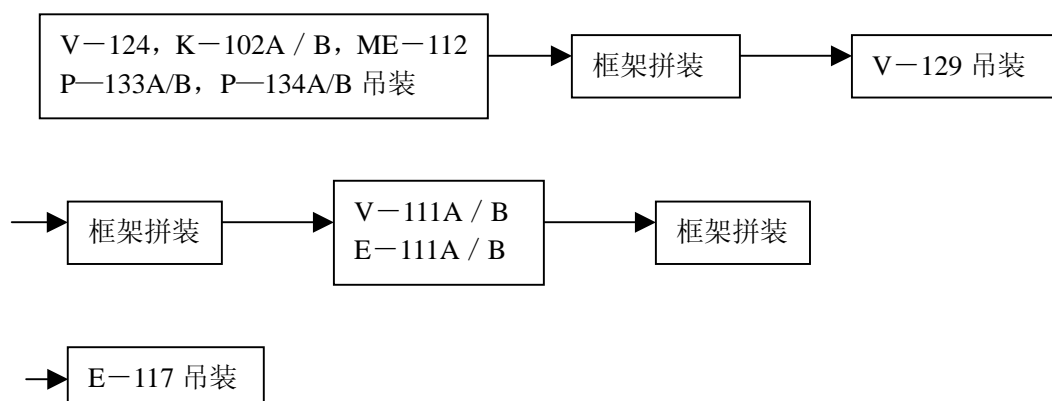 V－124，K－102A／B，ME－112
P—133A/B，P—134A/B 吊装
框架拼装
V－129 吊装
框架拼装
V－111A／B
E－111A／B
框架拼装
E－117 吊装